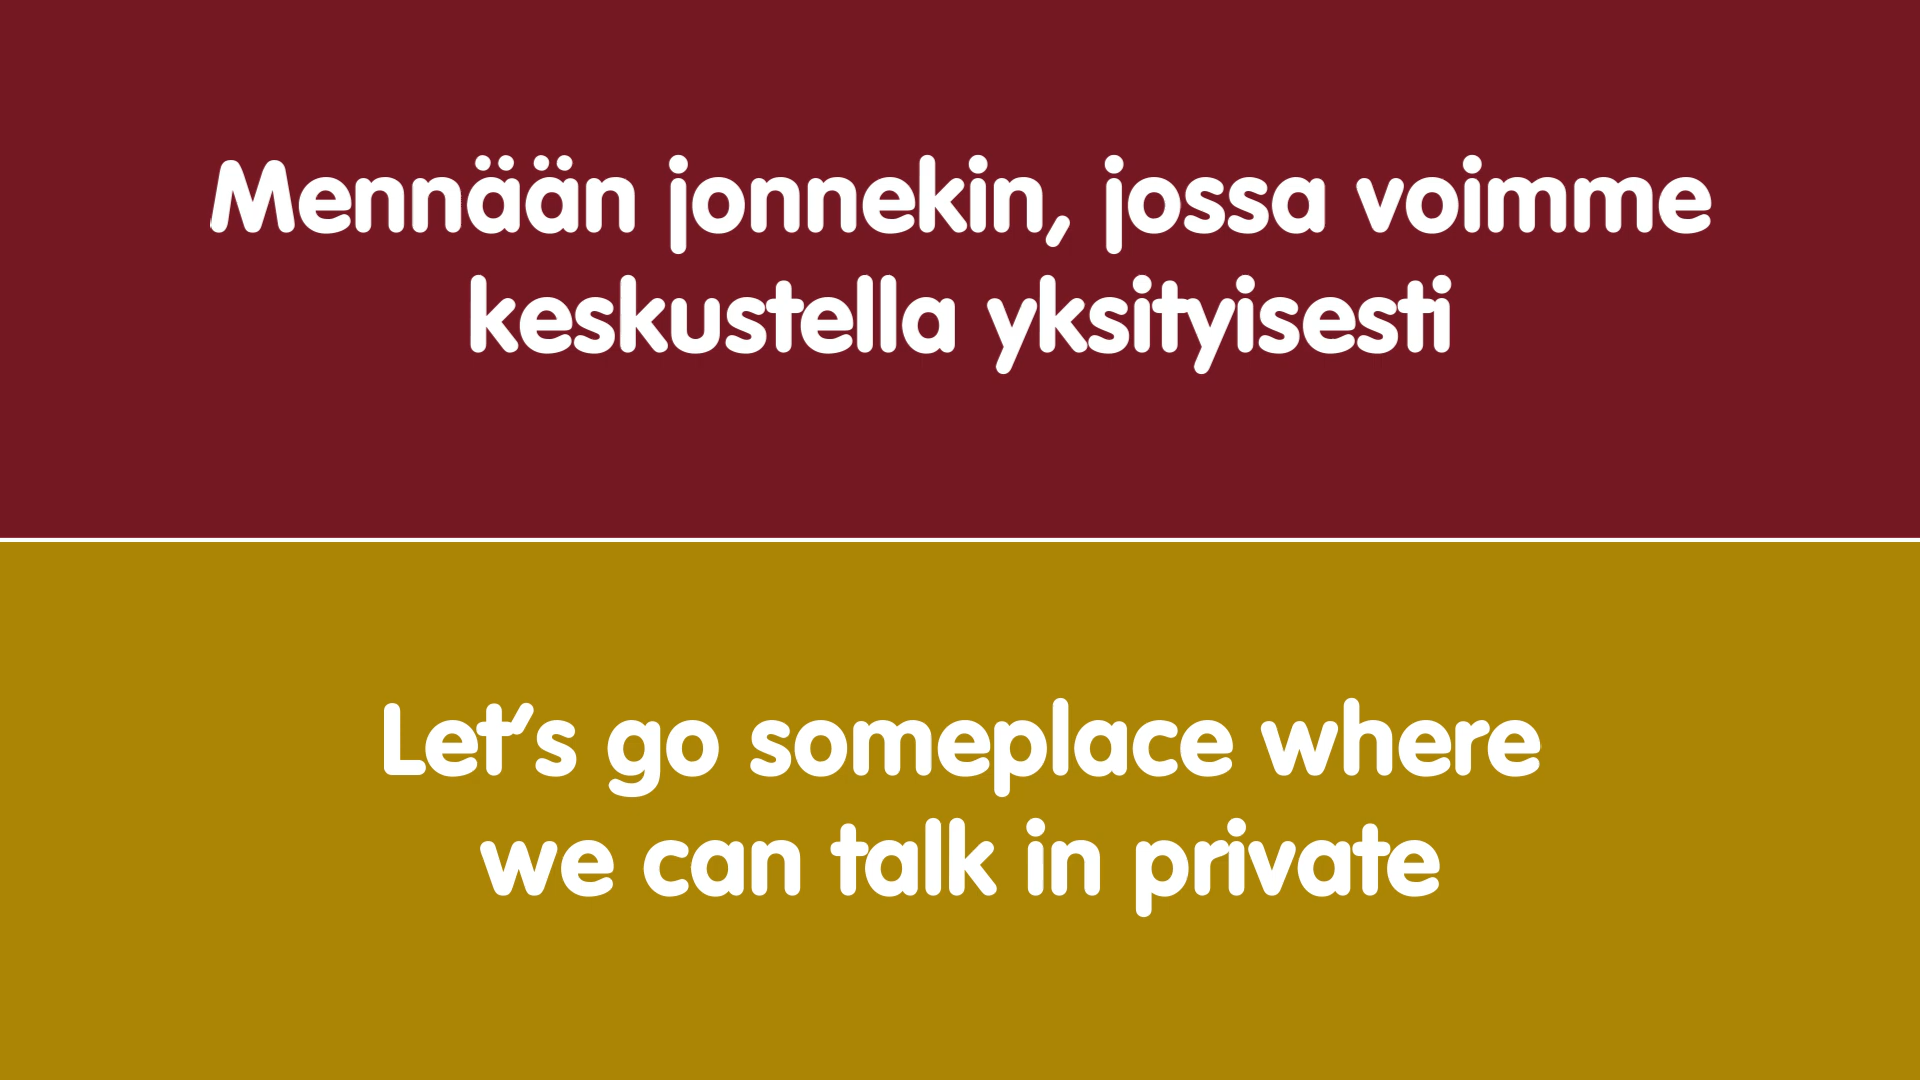 Mennään jonnekin, jossa voimme
keskustella yksityisesti
Let's go someplace where
we can talk in private